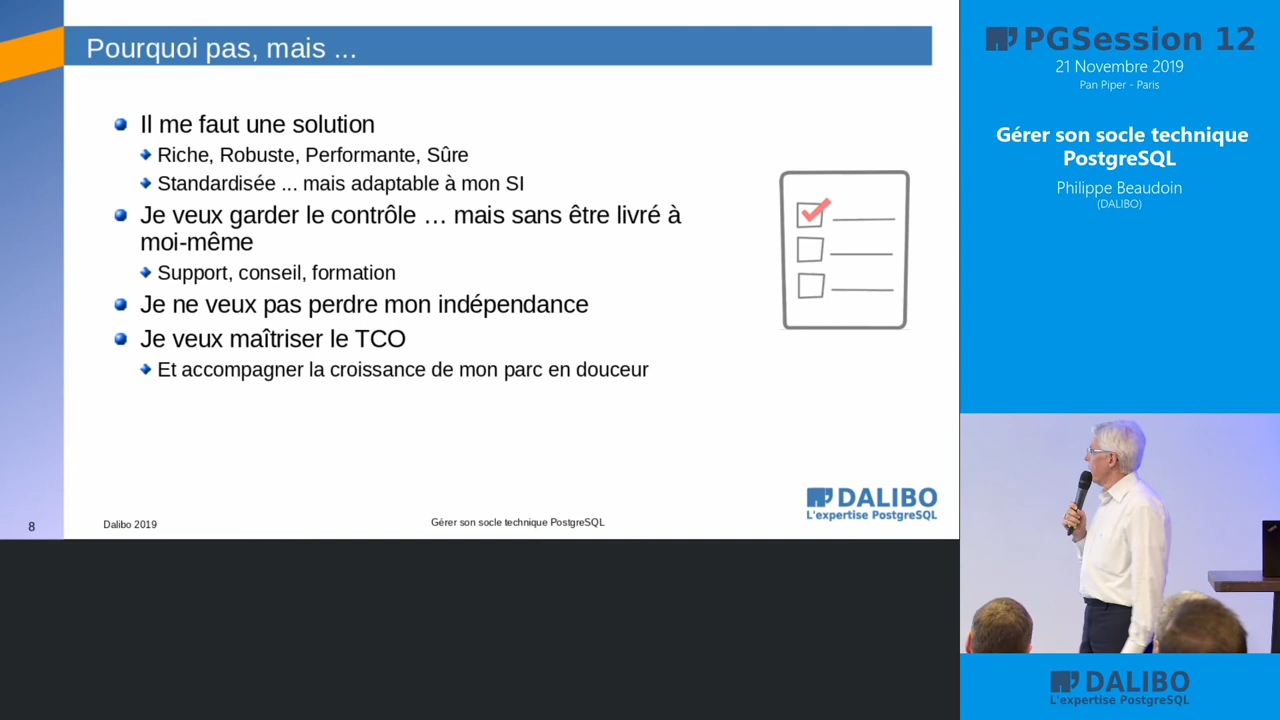 Pourquoi pas, mais ...
Il me faut une solution
Riche, Robuste, Performante, Sûre
Standardisée ... mais adaptable à mon SI
Je veux garder le contrôle … mais sans être livré à
moi-même
Support, conseil, formation
Je ne veux pas perdre mon indépendance
Je veux maîtriser le TCO
Et accompagner la croissance de mon parc en douceur
DALIBO
L'expertise PostgreSQL
8
Dalibo 2019
Gérer son socle technique PostgreSQL
PGSession 12
21 Novembre 2019
Pan Piper - Paris
Gérer son socle technique
PostgreSQL
Philippe Beaudoin
(DALIBO)
DALIBO
L'expertise PostgreSQL